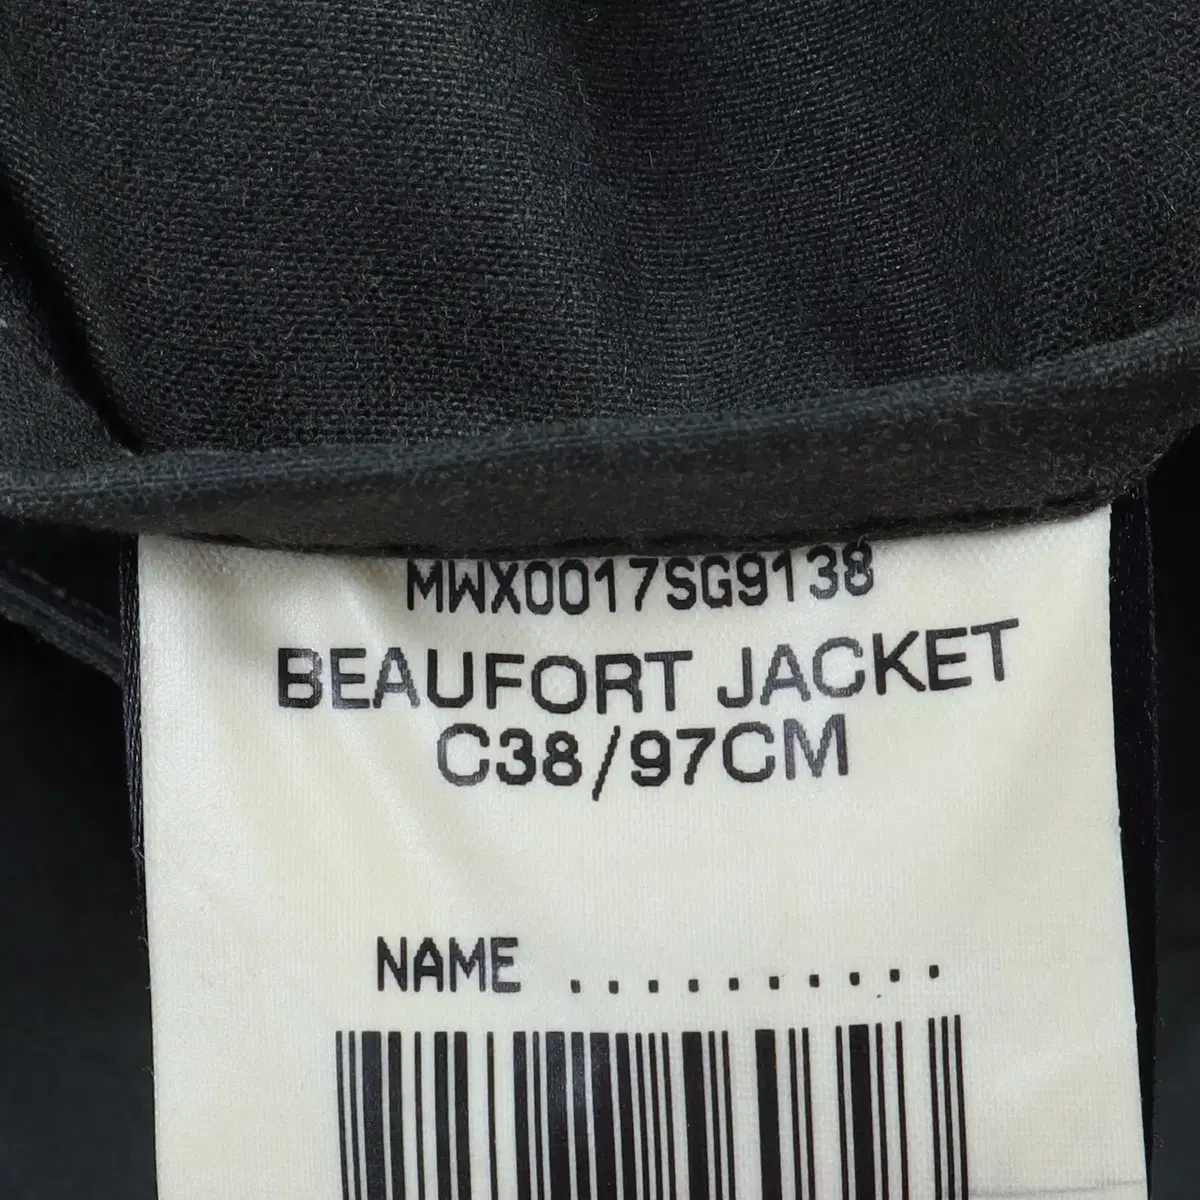 MWX0017SG9138
BEAUFORT JACKET
C38/97CM
NAME ..........